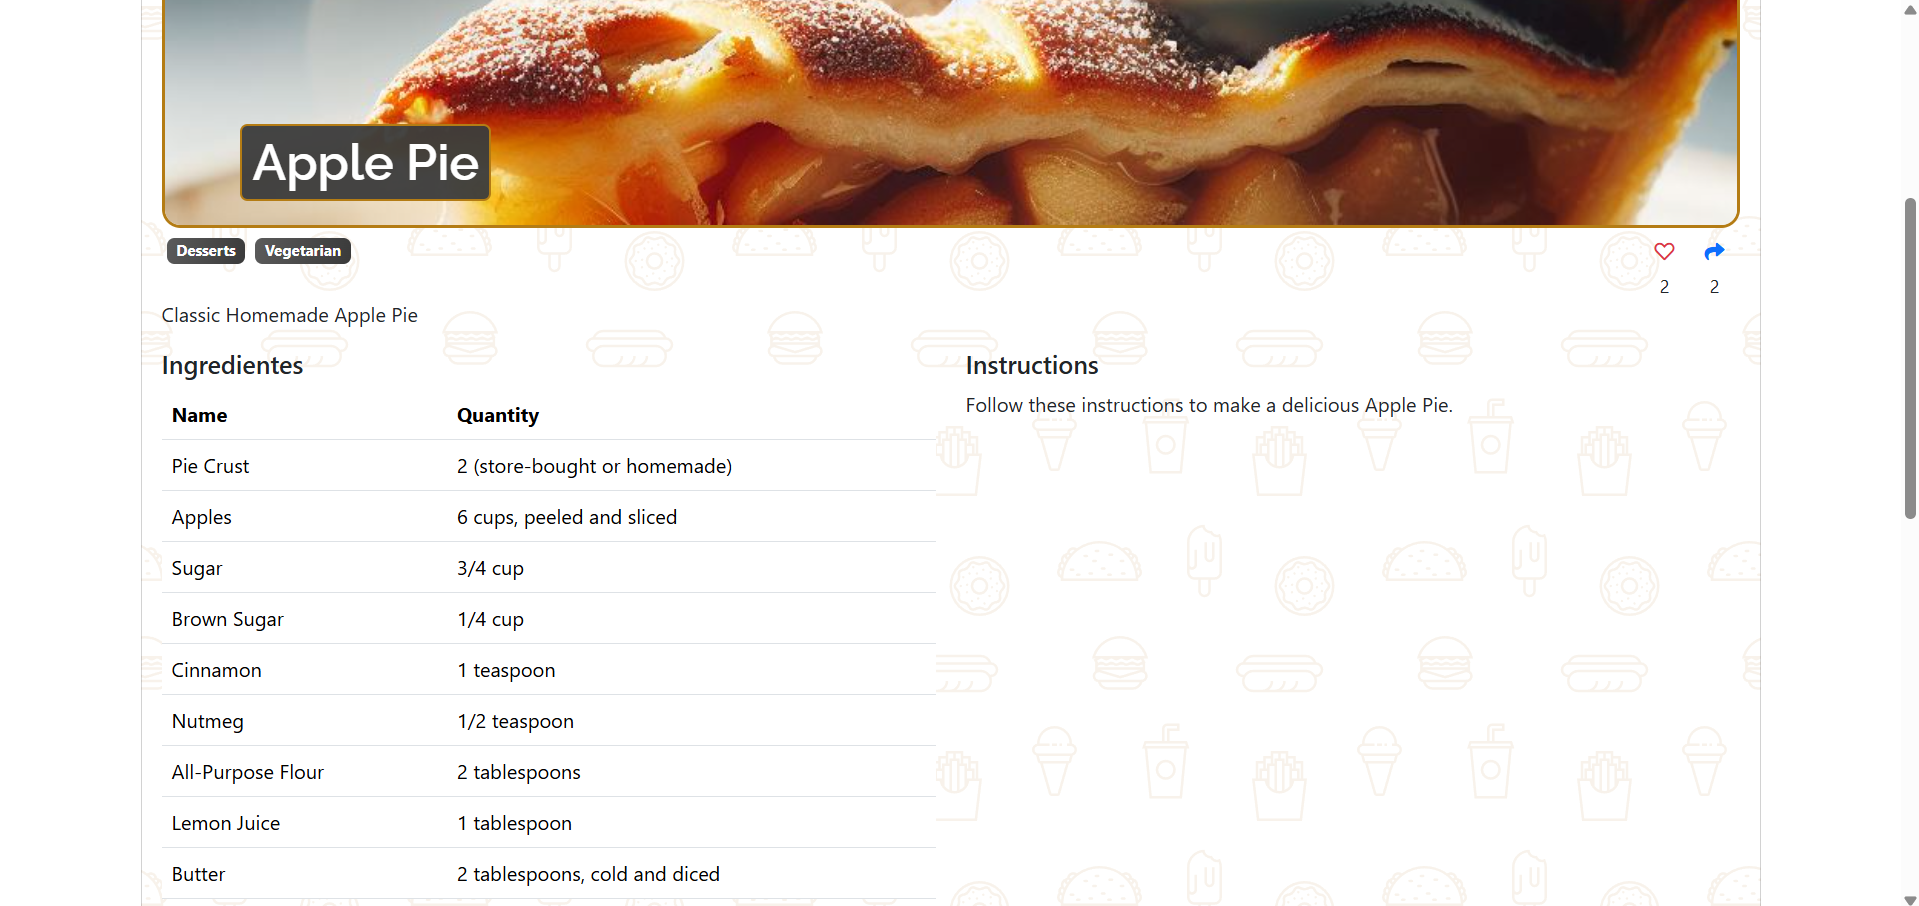 Apple Pie
Desserts Vegetarian
2 2
Classic Homemade Apple Pie
Ingredientes
Name Quantity
Pie Crust 2 (store-bought or homemade)
Apples 6 cups, peeled and sliced
Sugar 3/4 cup
Brown Sugar 1/4 cup
Cinnamon 1 teaspoon
Nutmeg 1/2 teaspoon
All-Purpose Flour 2 tablespoons
Lemon Juice 1 tablespoon
Butter 2 tablespoons, cold and diced
Instructions
Follow these instructions to make a delicious Apple Pie.